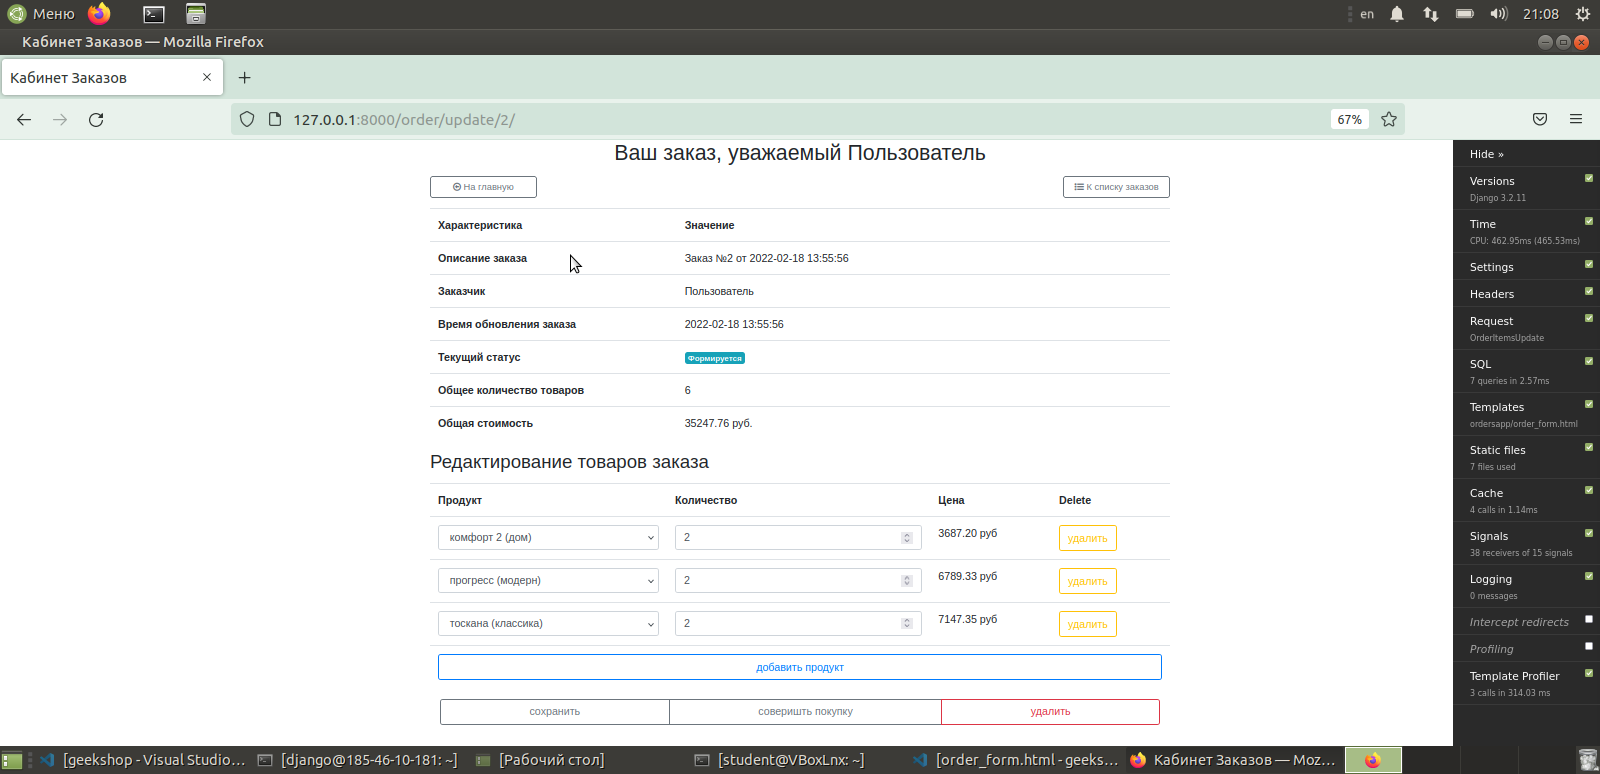 Меню
en
21:08
Кабинет Заказов — Mozilla Firefox
Кабинет Заказов
127.0.0.1:8000/order/update/2/
67%
Ваш заказ, уважаемый Пользователь
На главную
К списку заказов
Характеристика Значение
Описание заказа Заказ №2 от 2022-02-18 13:55:56
Заказчик Пользователь
Время обновления заказа 2022-02-18 13:55:56
Текущий статус Формируется
Общее количество товаров 6
Общая стоимость 35247.76 руб.
Редактирование товаров заказа
Продукт Количество Цена Delete
комфорт 2 (дом) 2 3687.20 руб удалить
прогресс (модерн) 2 6789.33 руб удалить
тоскана (классика) 2 7147.35 руб удалить
добавить продукт
сохранить соверишть покупку удалить
Hide »
Versions
Django 3.2.11
Time
CPU: 462.95ms (465.53ms)
Settings
Headers
Request
OrderItemsUpdate
SQL
7 queries in 2.57ms
Templates
ordersapp/order_form.html
Static files
7 files used
Cache
4 calls in 1.14ms
Signals
38 receivers of 15 signals
Logging
0 messages
Intercept redirects
Profiling
Template Profiler
3 calls in 314.03 ms
[geekshop - Visual Studio... [django@185-46-10-181: ~] [Рабочий стол] [student@VBoxLnx: ~] [order_form.html - geeks... Кабинет Заказов — Moz...